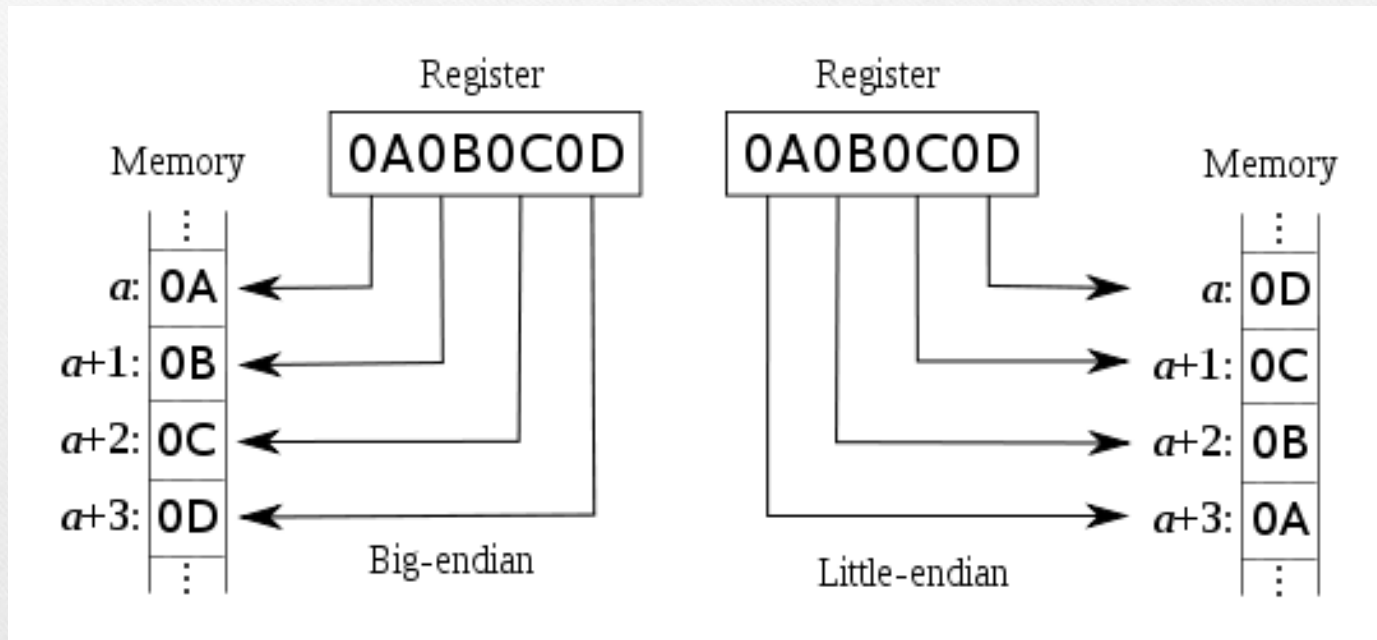 Register
0A0B0C0D
Memory
⋮
a: 0A
a+1: 0B
a+2: 0C
a+3: 0D
⋮
Big-endian
Register
0A0B0C0D
Memory
⋮
a: 0D
a+1: 0C
a+2: 0B
a+3: 0A
⋮
Little-endian